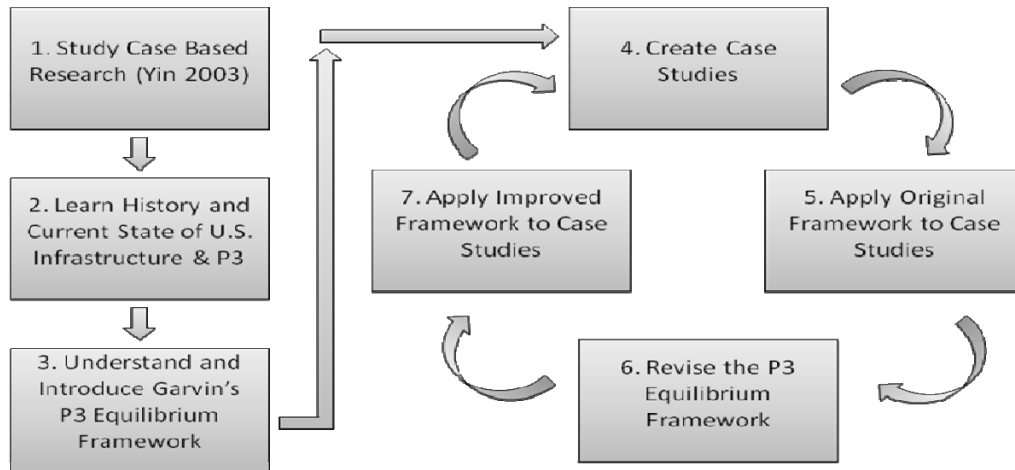 1. Study Case Based
Research (Yin 2003)
2. Learn History and
Current State of U.S.
Infrastructure & P3
3. Understand and
Introduce Garvin's
P3 Equilibrium
Framework
4. Create Case
Studies
5. Apply Original
Framework to Case
Studies
6. Revise the P3
Equilibrium
Framework
7. Apply Improved
Framework to Case
Studies